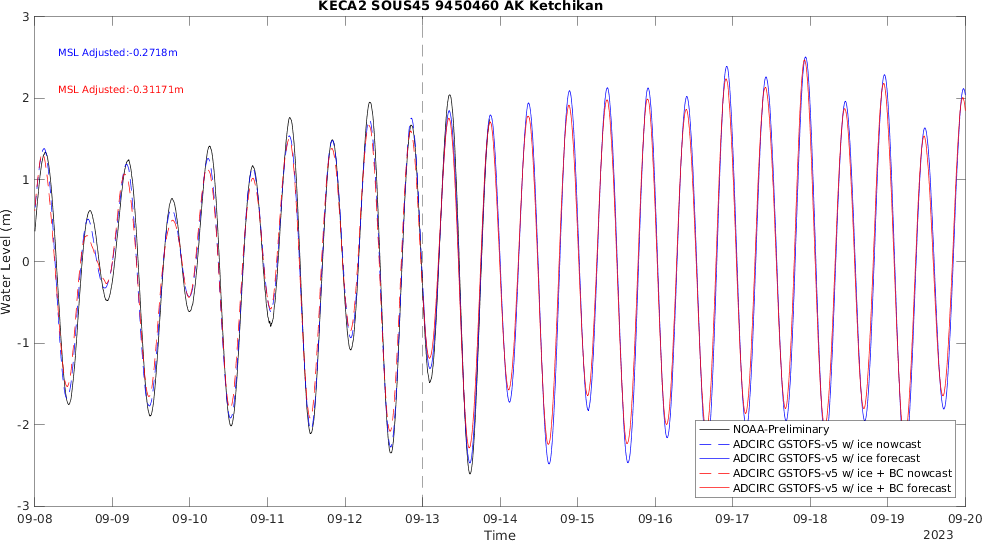 KECA2 SOUS45 9450460 AK Ketchikan
MSL Adjusted:-0.2718m
MSL Adjusted:-0.31171m
3
2
1
0
-1
-2
-3
Water Level (m)
NOAA-Preliminary
ADCIRC GSTOFS-v5 w/ ice nowcast
ADCIRC GSTOFS-v5 w/ ice forecast
ADCIRC GSTOFS-v5 w/ ice + BC nowcast
ADCIRC GSTOFS-v5 w/ ice + BC forecast
09-08 09-09 09-10 09-11 09-12 09-13 09-14 09-15 09-16 09-17 09-18 09-19 09-20
Time
2023